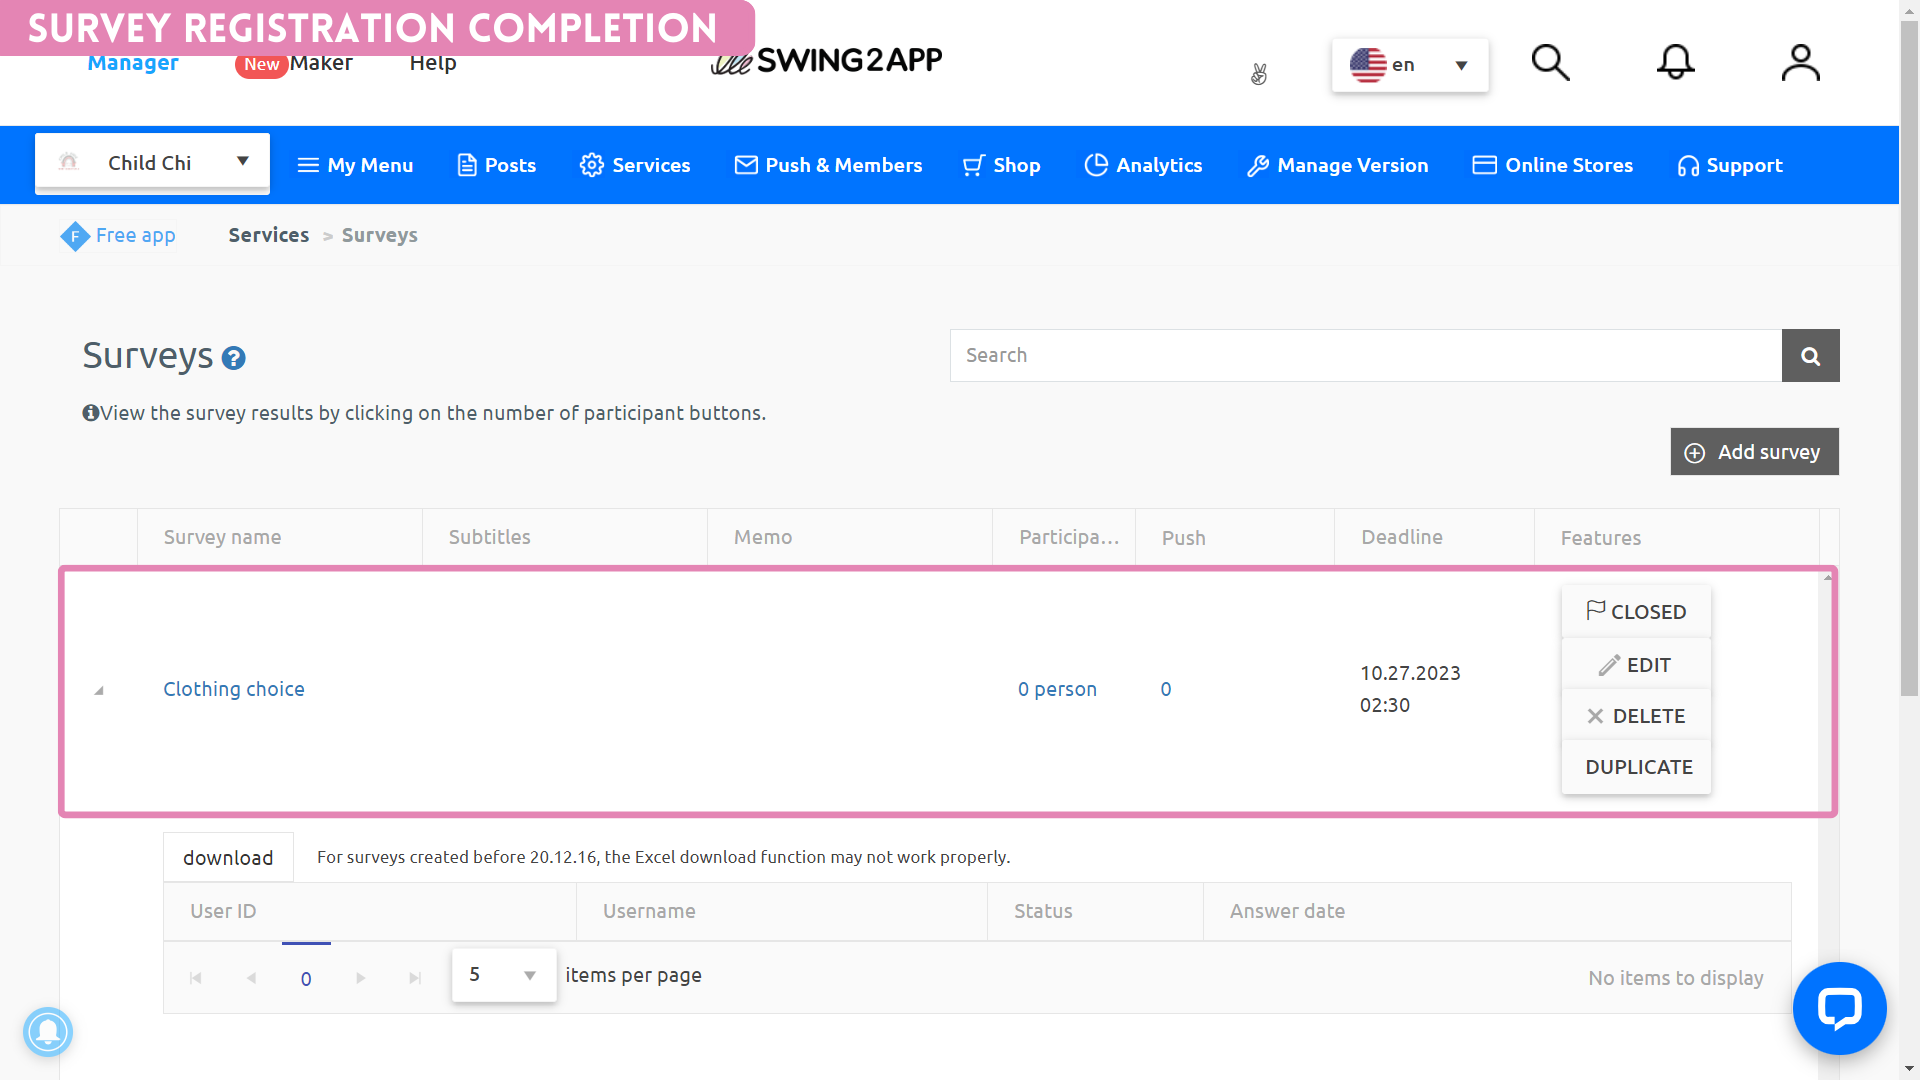 SURVEY REGISTRATION COMPLETION
Manager
New Maker
Help
SWING2APP
en
Child Chi
My Menu
Posts
Services
Push & Members
Shop
Analytics
Manage Version
Online Stores
Support
F Free app
Services > Surveys
Surveys ?
Search
View the survey results by clicking on the number of participant buttons.
Add survey
Survey name
Subtitles
Memo
Participa...
Push
Deadline
Features
Clothing choice
0 person
0
10.27.2023
02:30
CLOSED
EDIT
DELETE
DUPLICATE
download
For surveys created before 20.12.16, the Excel download function may not work properly.
User ID
Username
Status
Answer date
0
5
items per page
No items to display